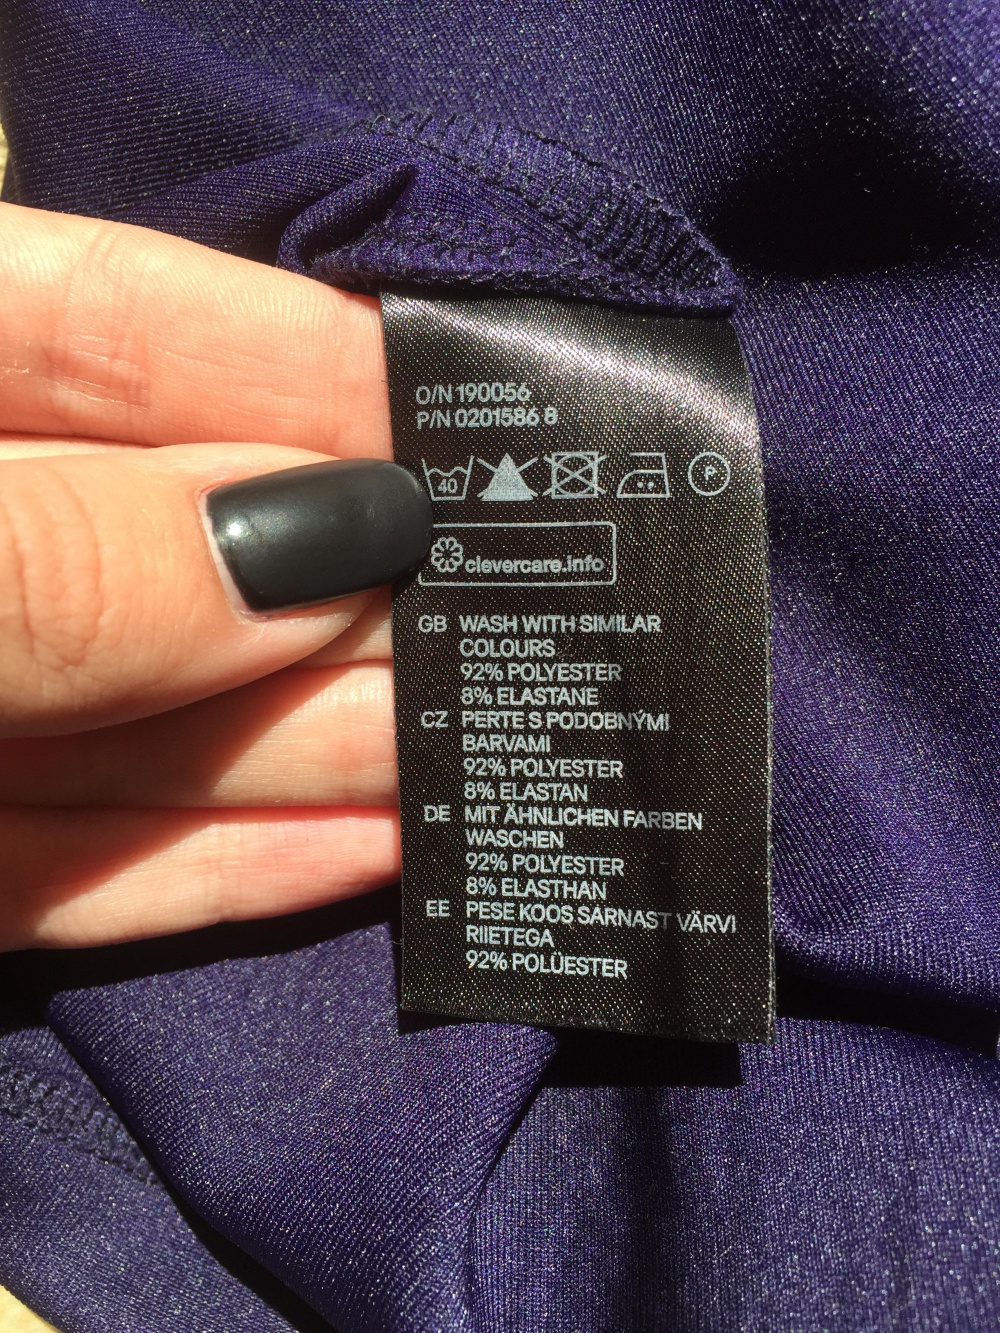 O/N 190056
P/N 0201586 8
40 P
clevercare.info
GB WASH WITH SIMILAR
COLOURS
92% POLYESTER
8% ELASTANE
CZ PERTE S PODOBNÝMI
BARVAMI
92% POLYESTER
8% ELASTAN
DE MIT ÄHNLICHEN FARBEN
WASCHEN
92% POLYESTER
8% ELASTHAN
EE PESE KOOS SARNAST VÄRVI
RIIETEGA
92% POLÜESTER